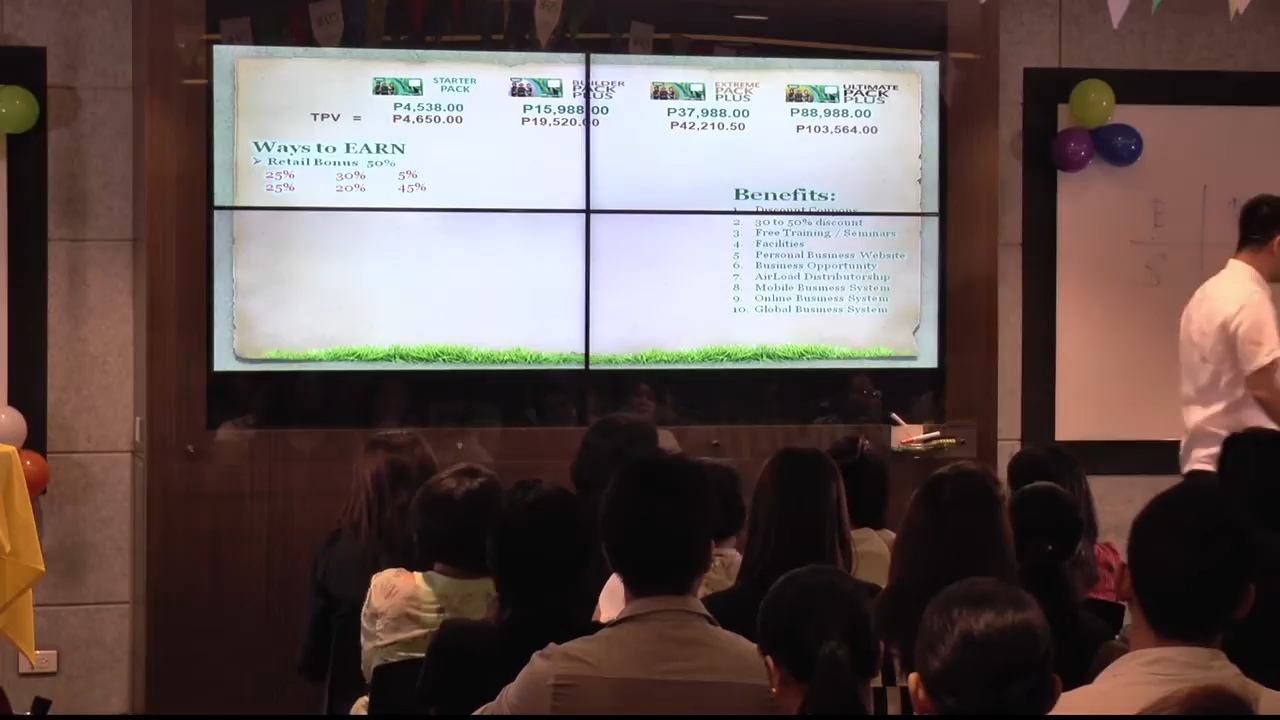 STARTER PACK
BUILDER PACK PLUS
EXTREME PACK PLUS
ULTIMATE PACK PLUS
P4,538.00 P15,988.00 P37,988.00 P88,988.00
TPV = P4,650.00 P19,520.00 P42,210.50 P103,564.00
Ways to EARN
➢ Retail Bonus 50%
25% 30% 5%
25% 20% 45%
Benefits:
1. Discount Coupons
2. 30 to 50% discount
3. Free Training / Seminars
4. Facilities
5. Personal Business Website
6. Business Opportunity
7. AirLoad Distributorship
8. Mobile Business System
9. Online Business System
10. Global Business System
E
S